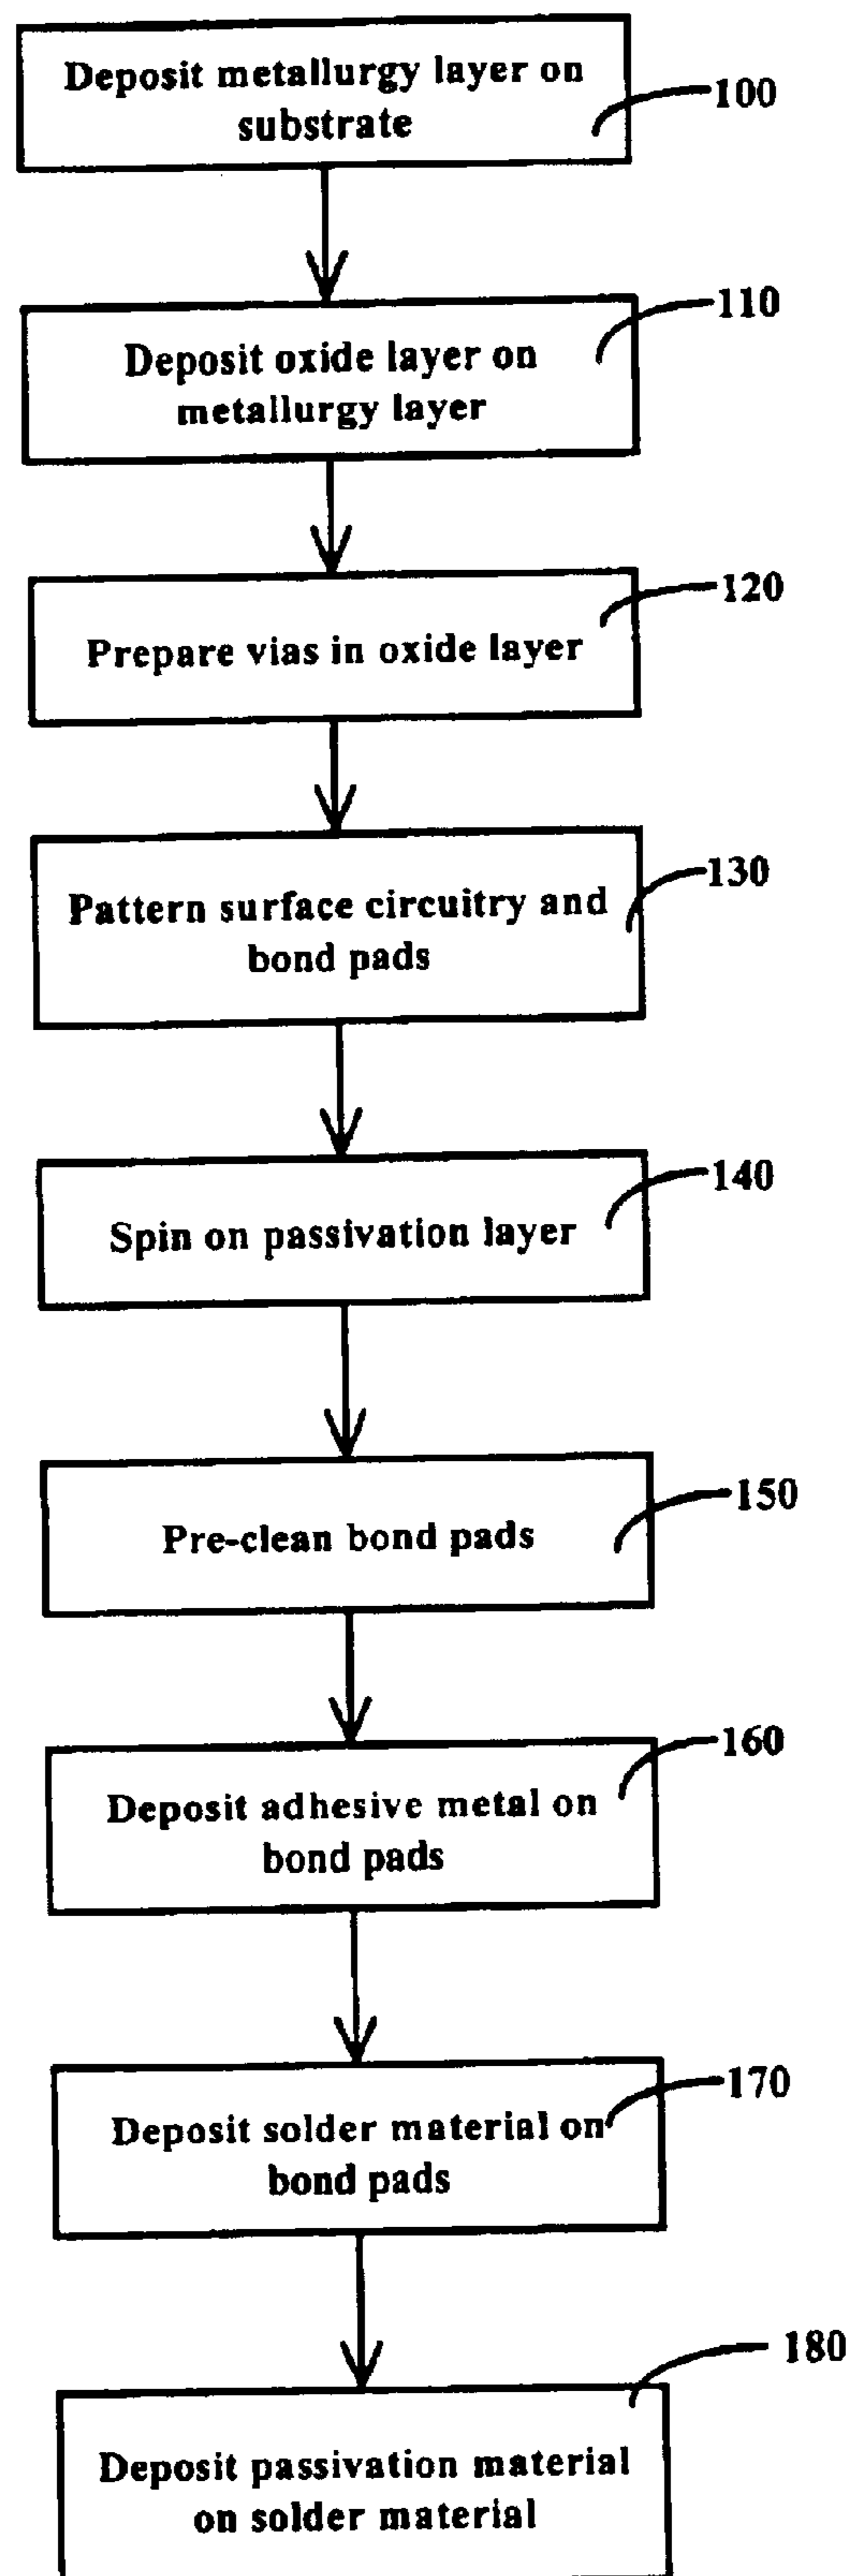 Deposit metallurgy layer on
substrate
100
Deposit oxide layer on
metallurgy layer
110
Prepare vias in oxide layer
120
Pattern surface circuitry and
bond pads
130
Spin on passivation layer
140
Pre-clean bond pads
150
Deposit adhesive metal on
bond pads
160
Deposit solder material on
bond pads
170
Deposit passivation material
on solder material
180